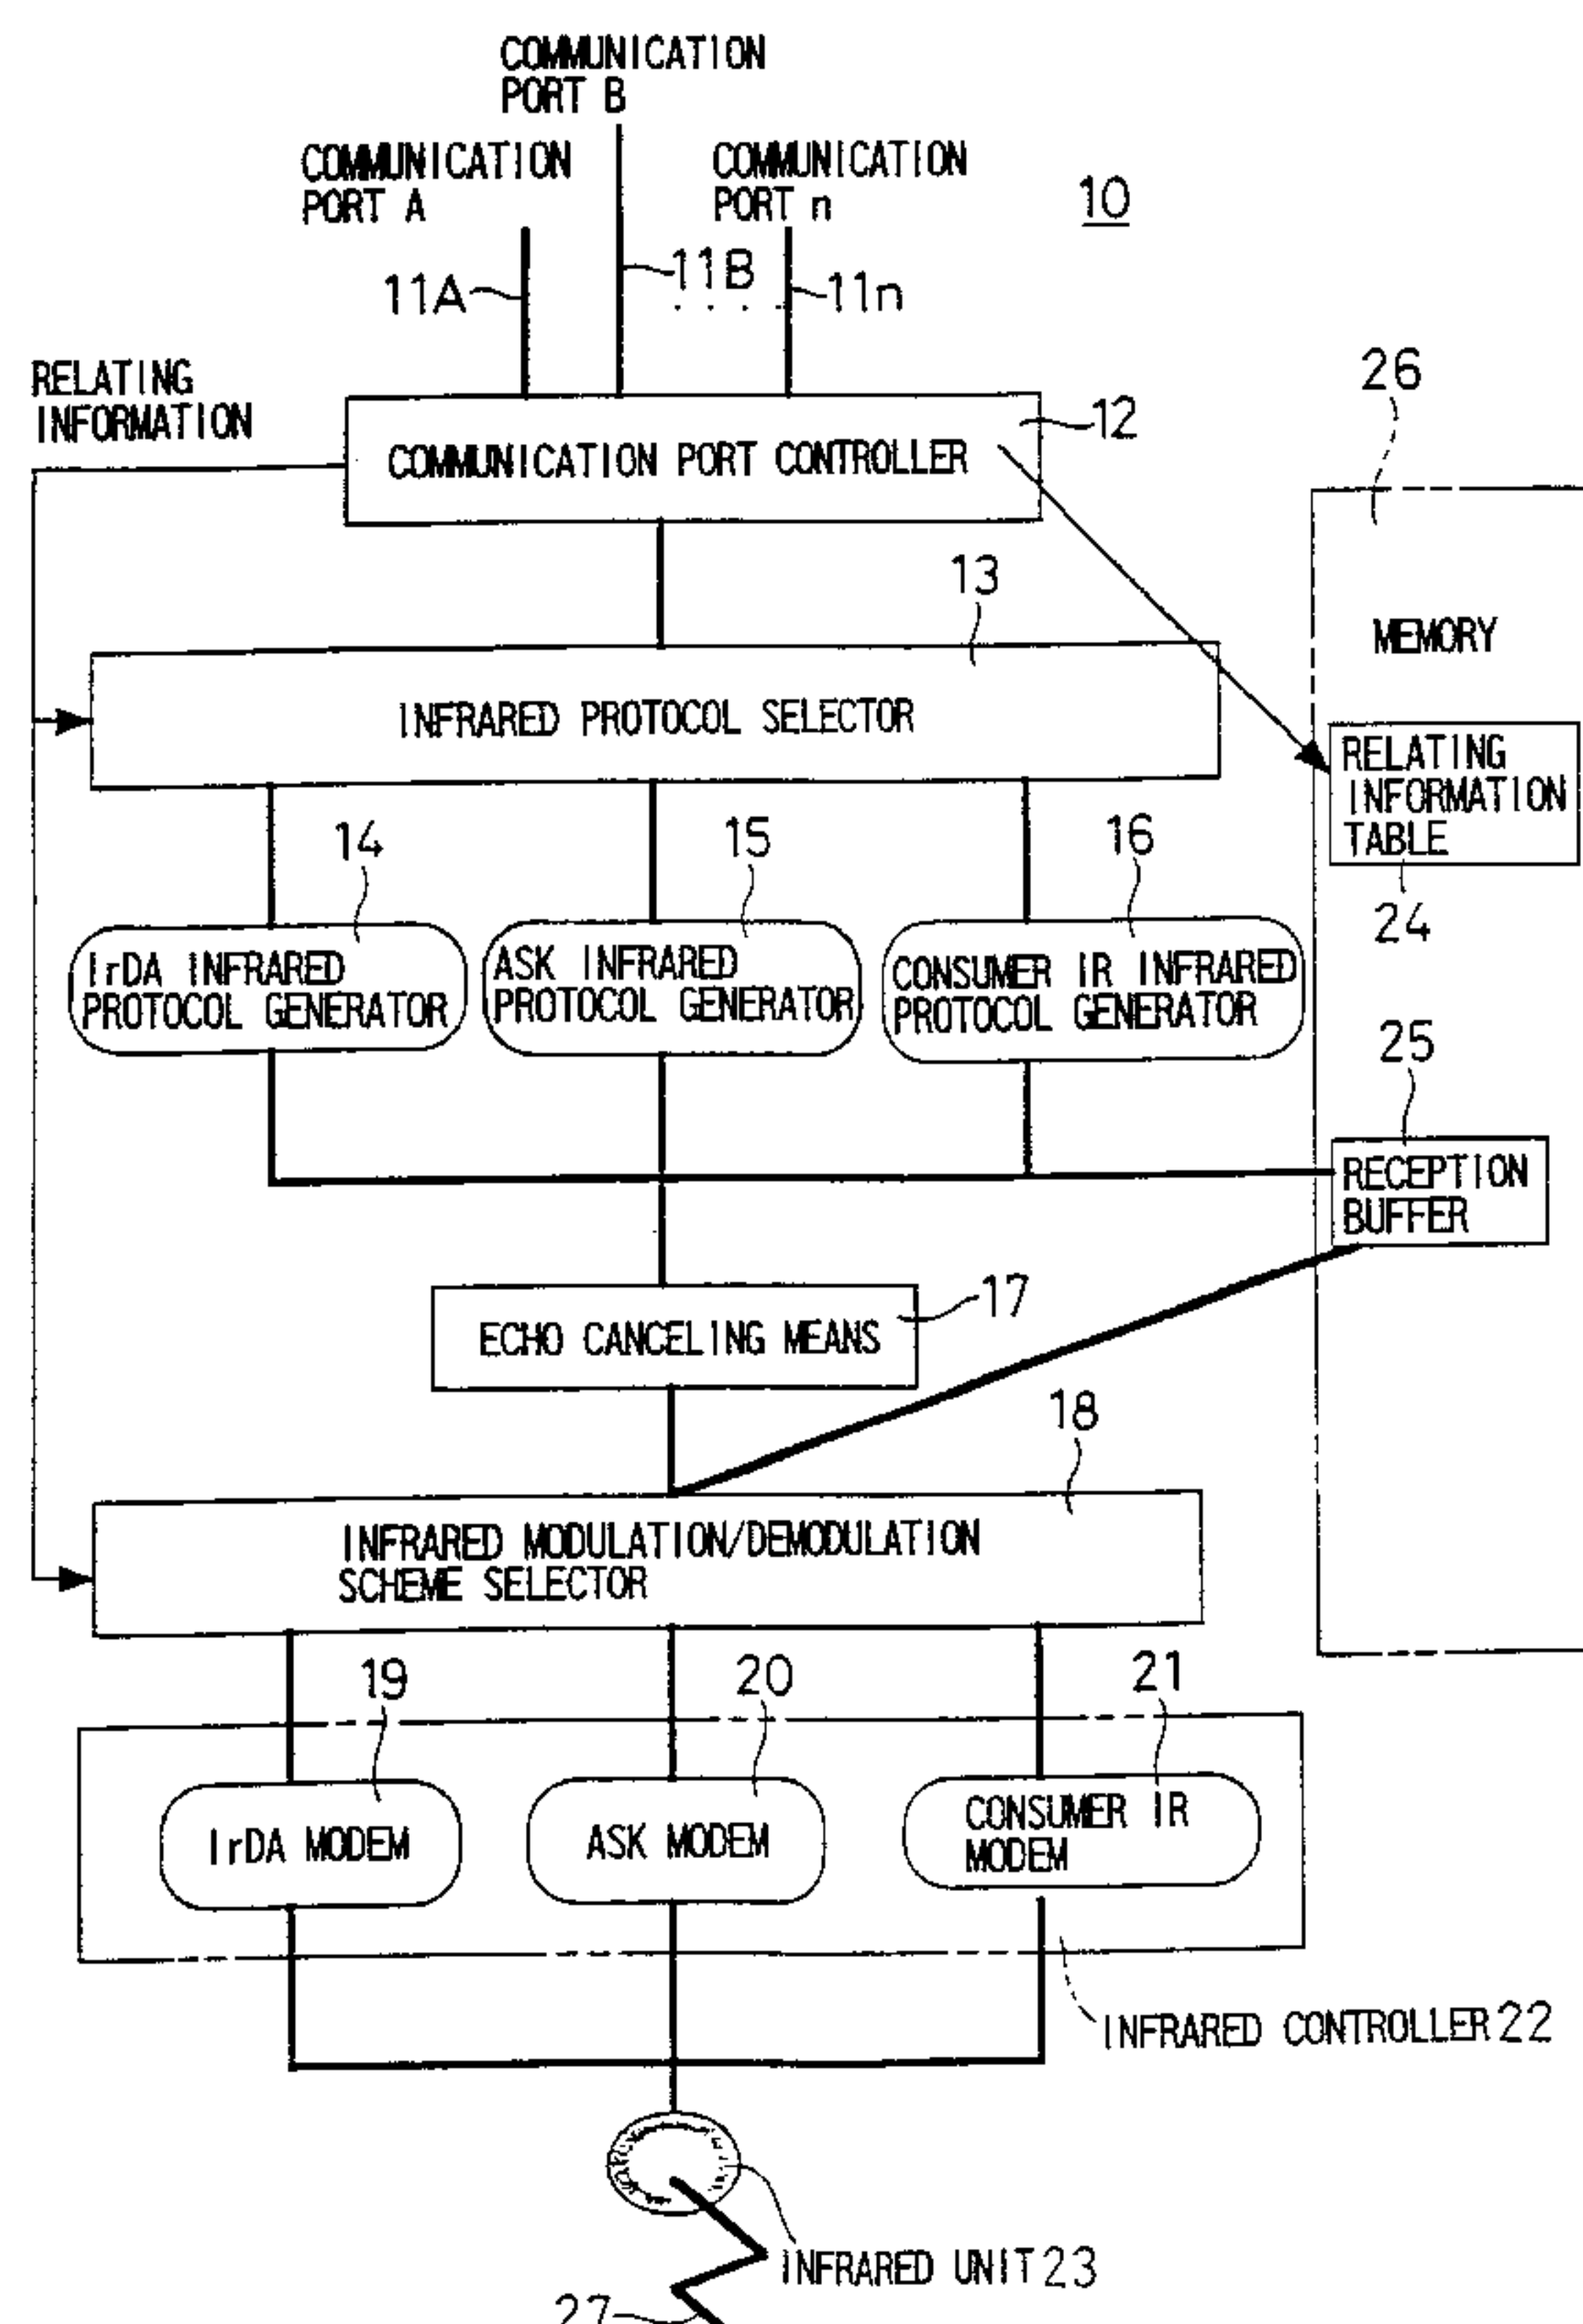 COMMUNICATION
PORT B
COMMUNICATION
PORT A
COMMUNICATION
PORT n
10
11A
11B
. . . .
11n
RELATING
INFORMATION
12
26
COMMUNICATION PORT CONTROLLER
13
MEMORY
INFRARED PROTOCOL SELECTOR
RELATING
INFORMATION
TABLE
24
14
15
16
IrDA INFRARED
PROTOCOL GENERATOR
ASK INFRARED
PROTOCOL GENERATOR
CONSUMER IR INFRARED
PROTOCOL GENERATOR
25
RECEPTION
BUFFER
17
ECHO CANCELING MEANS
18
INFRARED MODULATION/DEMODULATION
SCHEME SELECTOR
19
20
21
IrDA MODEM
ASK MODEM
CONSUMER IR
MODEM
INFRARED CONTROLLER 22
INFRARED UNIT 23
27